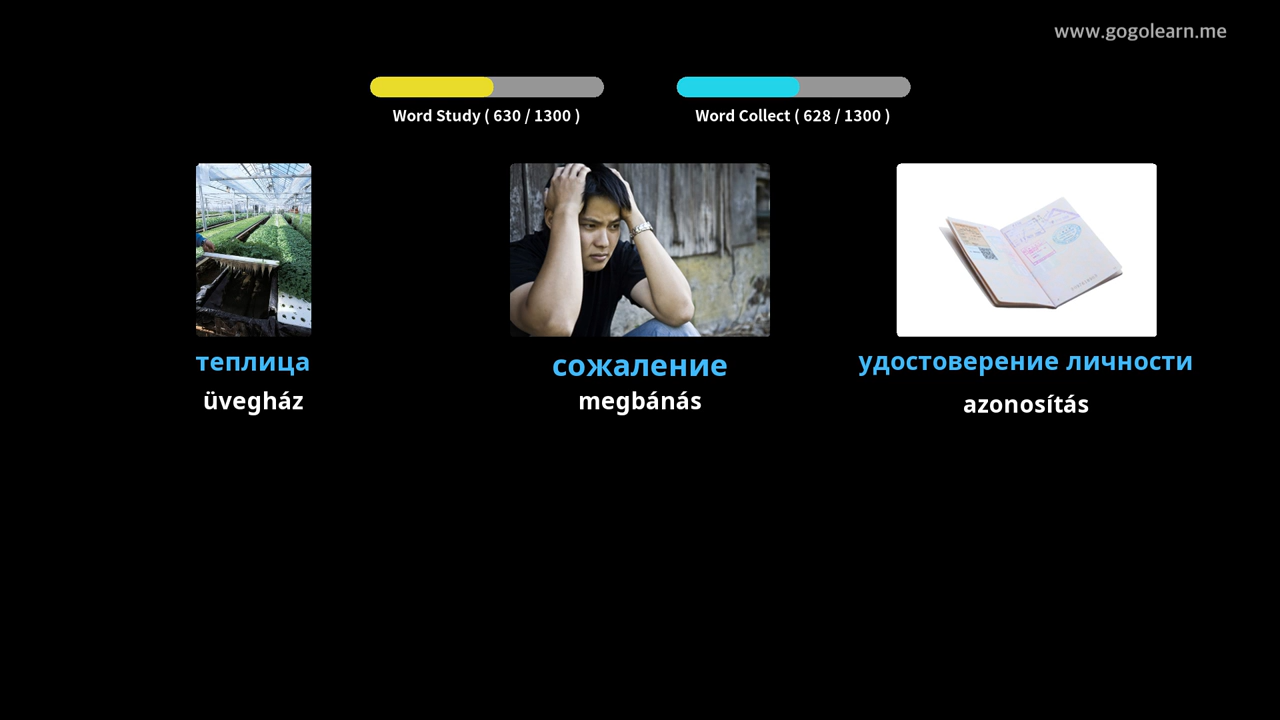 www.gogolearn.me
Word Study ( 630 / 1300 )
Word Collect ( 628 / 1300 )
теплица
üvegház
сожаление
megbánás
удостоверение личности
azonosítás